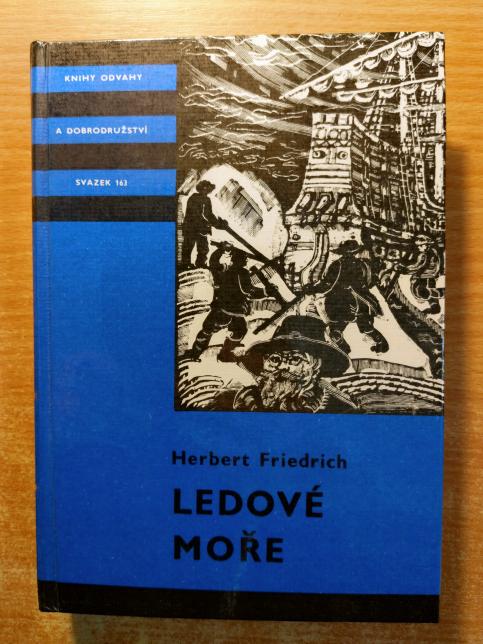 KNIHY ODVAHY
A DOBRODRUŽSTVÍ
SVAZEK 163
Herbert Friedrich
LEDOVÉ
MOŘE